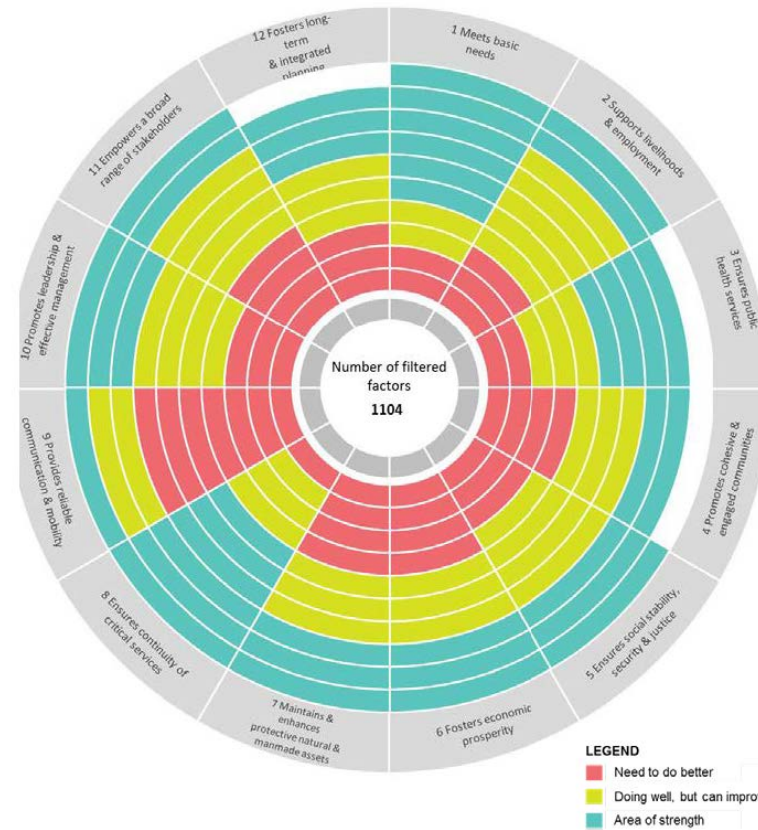 12 Fosters long-
term
& integrated
planning
1 Meets basic
needs
2 Supports livelihoods
& employment
3 Ensures public
health services
4 Promotes cohesive &
engaged communities
5 Ensures social stability,
security & justice
6 Fosters economic
prosperity
7 Maintains &
enhances
protective natural &
manmade assets
8 Ensures continuity of
critical services
9 Provides reliable
communication & mobility
10 Promotes leadership &
effective management
11 Empowers a broad
range of stakeholders
Number of filtered
factors
1104
LEGEND
Need to do better
Doing well, but can improv
Area of strength